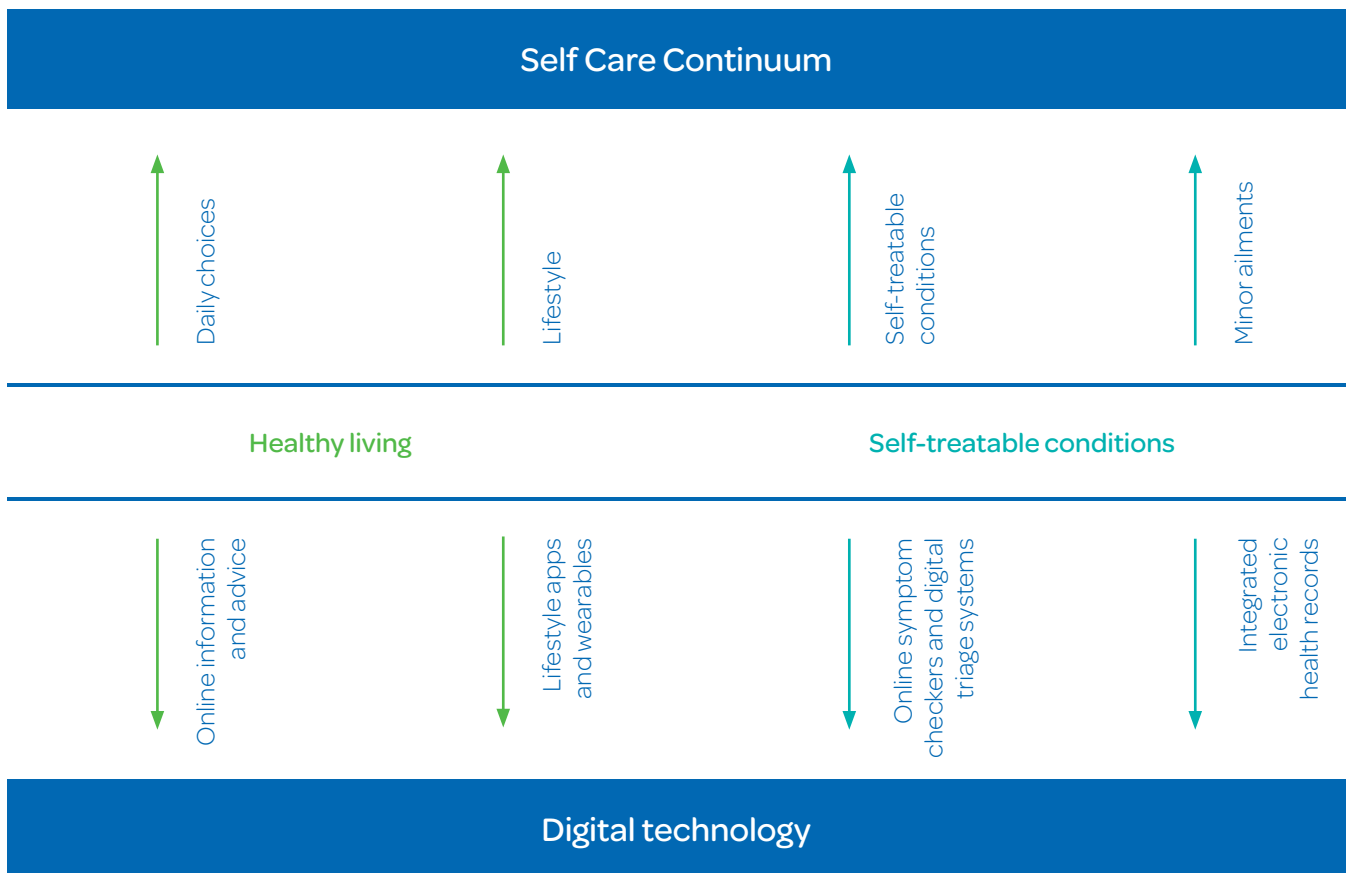 Self Care Continuum
Daily choices
Lifestyle
Self-treatable
conditions
Minor ailments
Healthy living
Self-treatable conditions
Online information
and advice
Lifestyle apps
and wearables
Online symptom
checkers and digital
triage systems
Integrated
electronic
health records
Digital technology